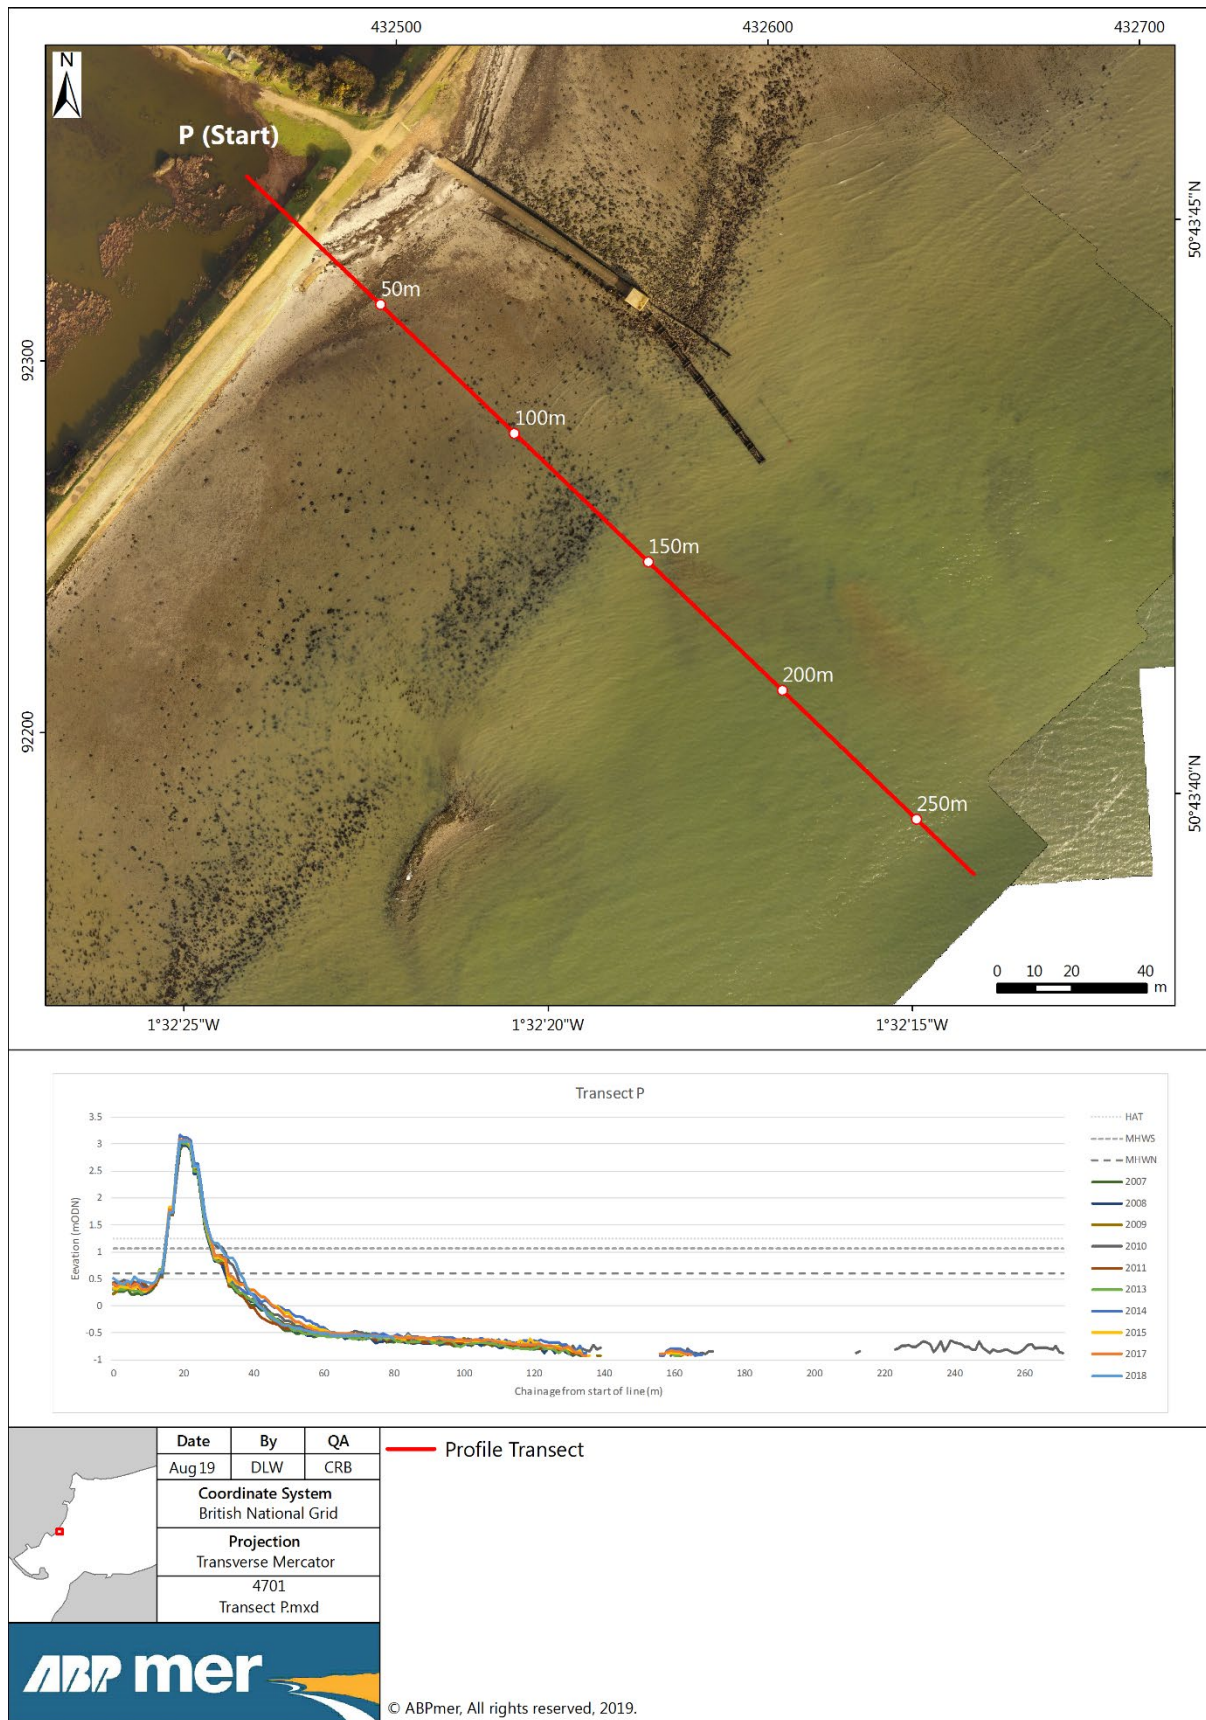 432500 432600 432700
N
P (Start)
50m
100m
150m
200m
250m
92300
92200
50°43'45"N
50°43'40"N
0 10 20 40
m
1°32'25"W 1°32'20"W 1°32'15"W
Transect P
Eevation (mODN)
3.5
3
2.5
2
1.5
1
0.5
0
-0.5
-1
0 20 40 60 80 100 120 140 160 180 200 220 240 260
Chainage from start of line (m)
HAT
MHWS
MHWN
2007
2008
2009
2010
2011
2013
2014
2015
2017
2018
Date By QA
Aug 19 DLW CRB
Coordinate System
British National Grid
Projection
Transverse Mercator
4701
Transect P.mxd
ABP mer
Profile Transect
© ABPmer, All rights reserved, 2019.